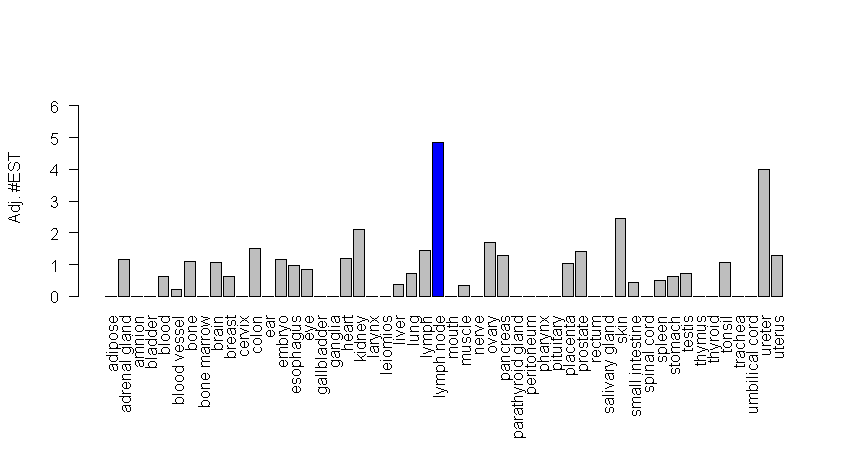 6
5
4
3
2
1
0
Adj. #EST
adipose
adrenal gland
amnion
bladder
blood
blood vessel
bone
bone marrow
brain
breast
cervix
colon
ear
embryo
esophagus
eye
gallbladder
ganglia
heart
kidney
larynx
leiomios
liver
lung
lymph
lymph node
mouth
muscle
nerve
ovary
pancreas
parathyroid gland
peritoneum
pharynx
pituitary
placenta
prostate
rectum
salivary gland
skin
small intestine
spinal cord
spleen
stomach
testis
thymus
thyroid
tonsil
trachea
umbilical cord
ureter
uterus